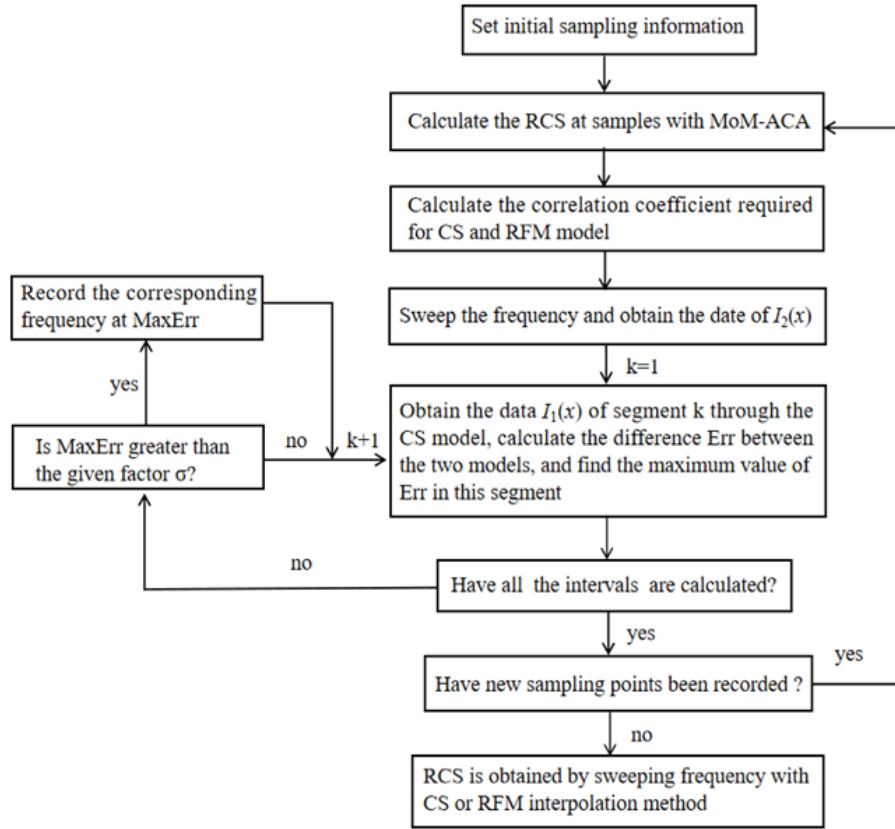 Set initial sampling information
Calculate the RCS at samples with MoM-ACA
Calculate the correlation coefficient required
for CS and RFM model
Record the corresponding
frequency at MaxErr
Sweep the frequency and obtain the date of I₂(x)
yes
k=1
Is MaxErr greater than
the given factor σ?
no
k+1
Obtain the data I₁(x) of segment k through the
CS model, calculate the difference Err between
the two models, and find the maximum value of
Err in this segment
no
Have all the intervals are calculated?
yes
yes
Have new sampling points been recorded ?
no
RCS is obtained by sweeping frequency with
CS or RFM interpolation method